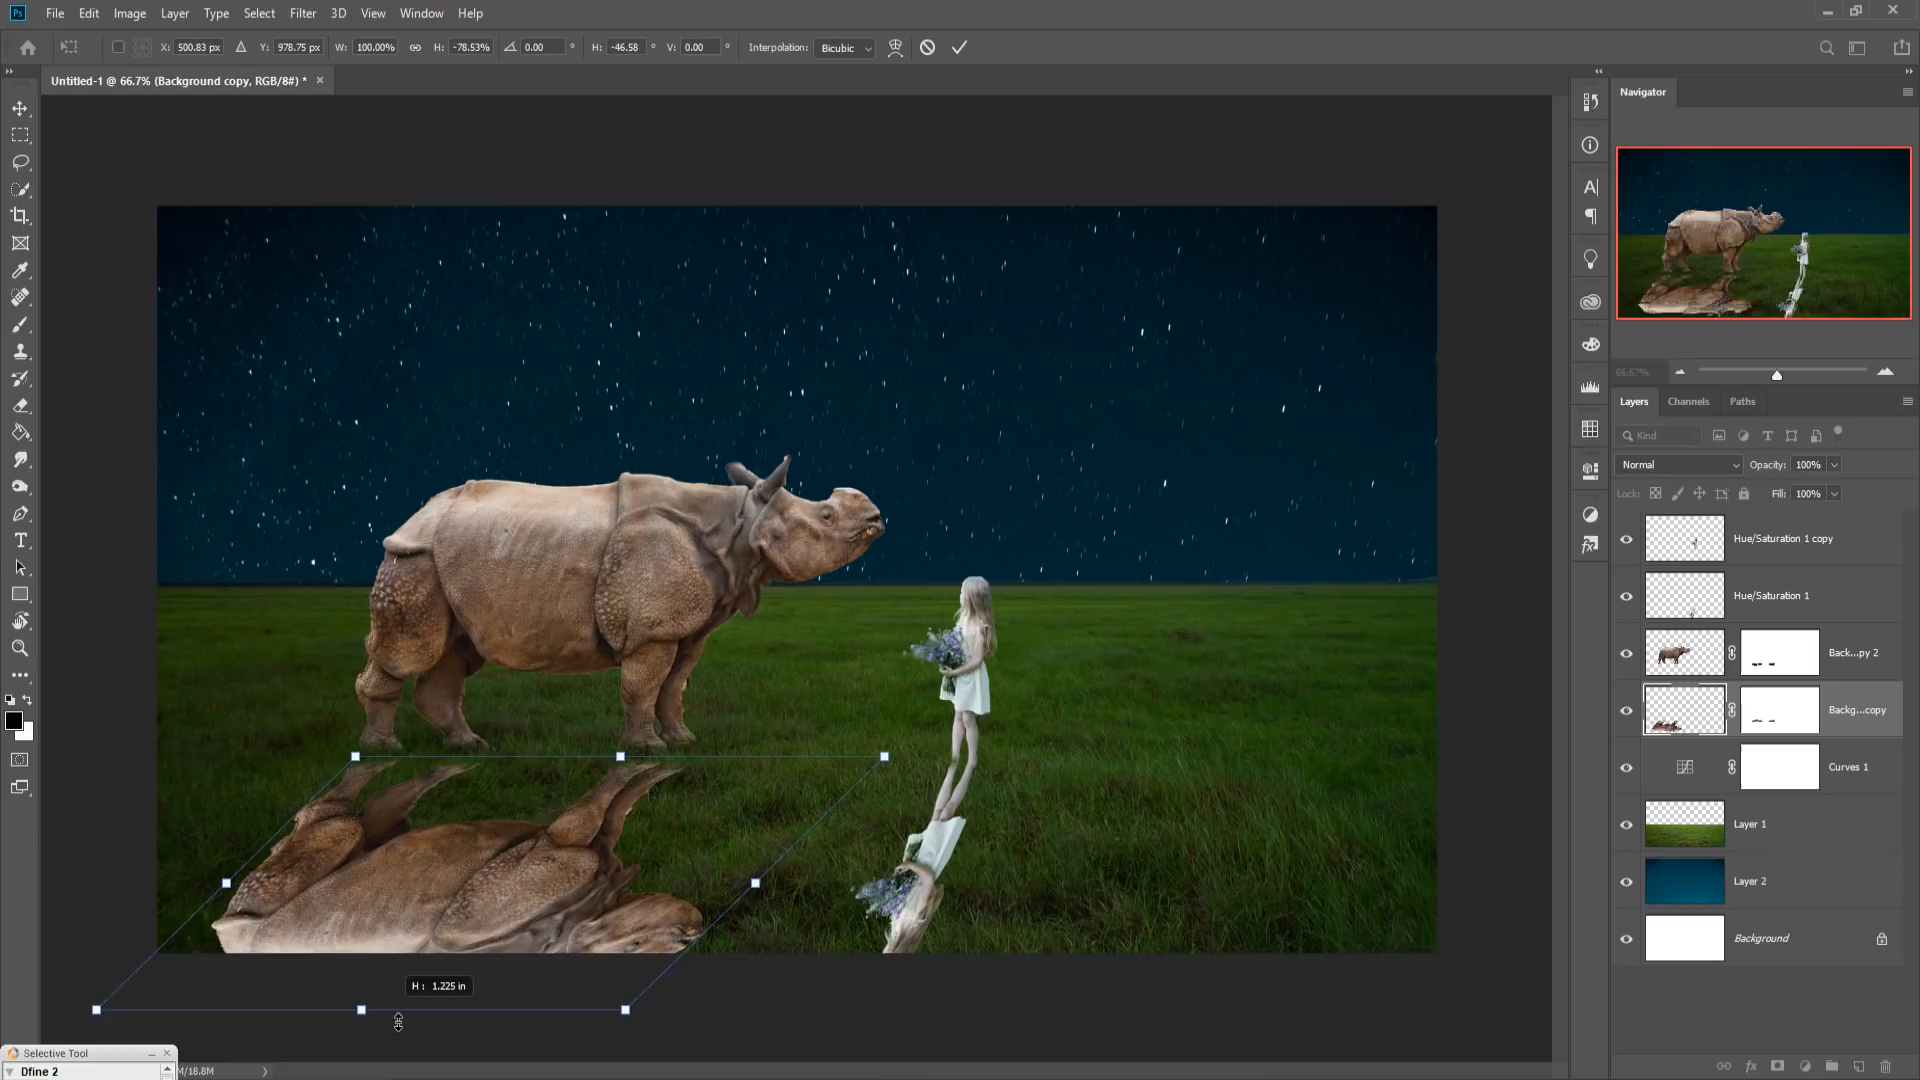 Ps File Edit Image Layer Type Select Filter 3D View Window Help
X: 500.83 px Y: 978.75 px W: 100.00% H: -78.53% 0.00 ° H: -46.58 ° V: 0.00 ° Interpolation: Bicubic
Untitled-1 @ 66.7% (Background copy, RGB/8#) * ×
Navigator
66.67%
Layers Channels Paths
Kind
Normal Opacity: 100%
Lock: Fill: 100%
Hue/Saturation 1 copy
Hue/Saturation 1
Back...py 2
Backg...copy
Curves 1
Layer 1
Layer 2
Background
H : 1.225 in
Selective Tool
Dfine 2
M/18.8M